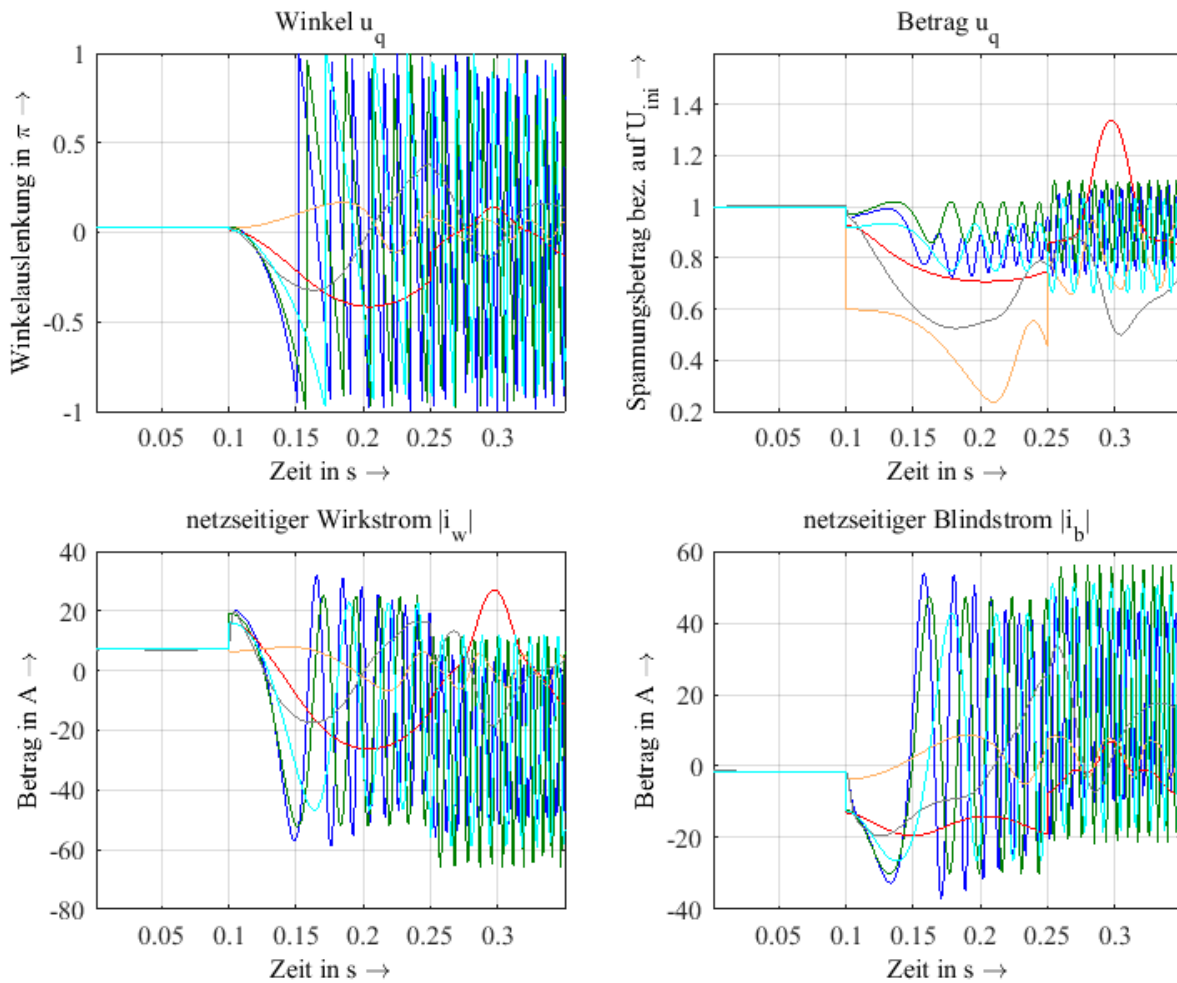 Winkel u_q
Winkelauslenkung in π →
1
0.5
0
-0.5
-1
0.05 0.1 0.15 0.2 0.25 0.3
Zeit in s →
Betrag u_q
Spannungsbetrag bez. auf U_ini →
1.4
1.2
1
0.8
0.6
0.4
0.2
0.05 0.1 0.15 0.2 0.25 0.3
Zeit in s →
netzseitiger Wirkstrom |i_w|
Betrag in A →
40
20
0
-20
-40
-60
-80
0.05 0.1 0.15 0.2 0.25 0.3
Zeit in s →
netzseitiger Blindstrom |i_b|
Betrag in A →
60
40
20
0
-20
-40
0.05 0.1 0.15 0.2 0.25 0.3
Zeit in s →